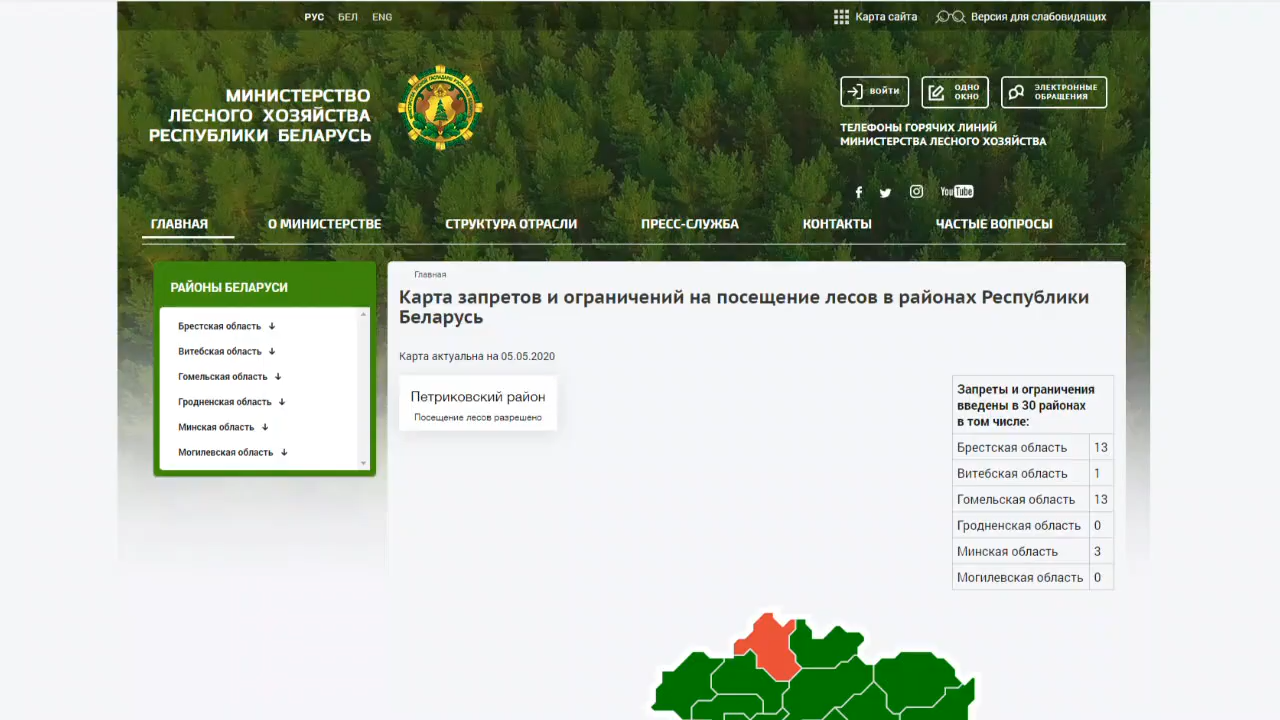 РУС БЕЛ ENG
Карта сайта
Версия для слабовидящих
МИНИСТЕРСТВО
ЛЕСНОГО ХОЗЯЙСТВА
РЕСПУБЛИКИ БЕЛАРУСЬ
ВОЙТИ
ОДНО
ОКНО
ЭЛЕКТРОННЫЕ
ОБРАЩЕНИЯ
ТЕЛЕФОНЫ ГОРЯЧИХ ЛИНИЙ
МИНИСТЕРСТВА ЛЕСНОГО ХОЗЯЙСТВА
You Tube
ГЛАВНАЯ О МИНИСТЕРСТВЕ СТРУКТУРА ОТРАСЛИ ПРЕСС-СЛУЖБА КОНТАКТЫ ЧАСТЫЕ ВОПРОСЫ
РАЙОНЫ БЕЛАРУСИ
Брестская область
Витебская область
Гомельская область
Гродненская область
Минская область
Могилевская область
Главная
Карта запретов и ограничений на посещение лесов в районах Республики
Беларусь
Карта актуальна на 05.05.2020
Петриковский район
Посещение лесов разрешено
Запреты и ограничения
введены в 30 районах
в том числе:
Брестская область 13
Витебская область 1
Гомельская область 13
Гродненская область 0
Минская область 3
Могилевская область 0